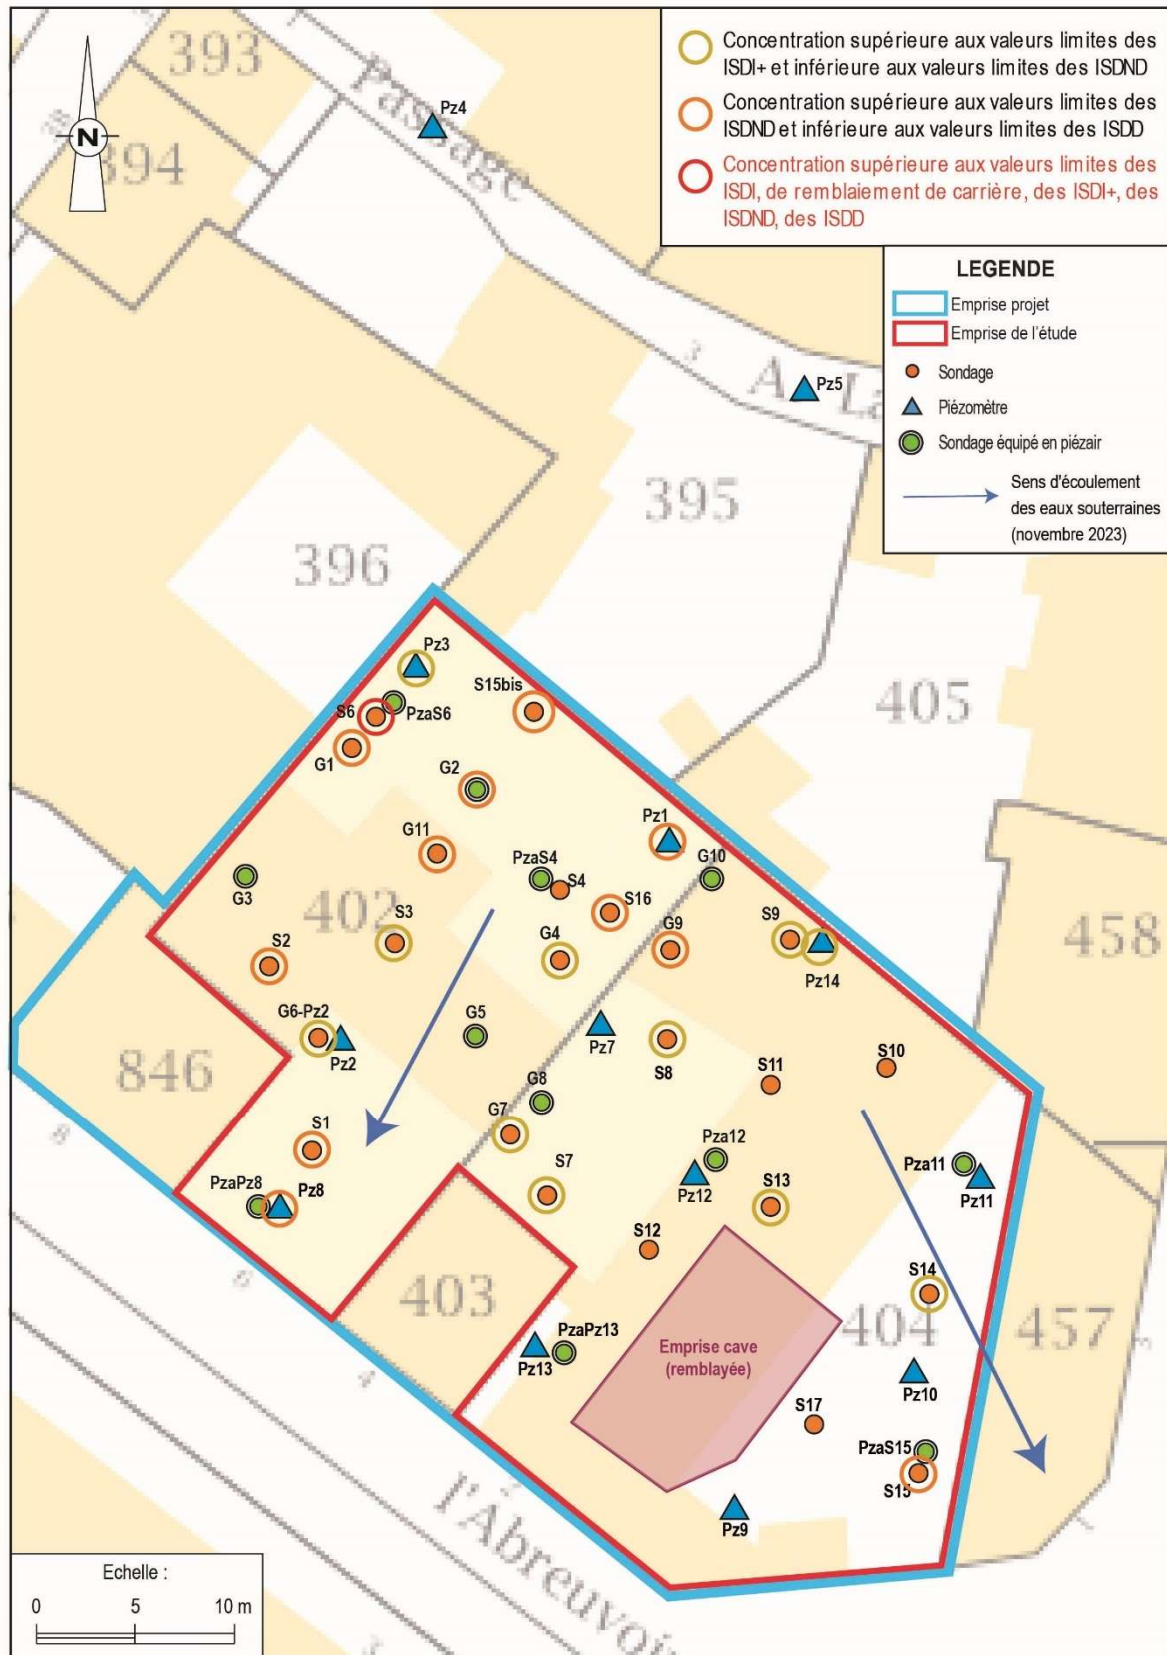 393
Passage
Pz4
N
394
Concentration supérieure aux valeurs limites des
ISDI+ et inférieure aux valeurs limites des ISDND
Concentration supérieure aux valeurs limites des
ISDND et inférieure aux valeurs limites des ISDD
Concentration supérieure aux valeurs limites des
ISDI, de remblaiement de carrière, des ISDI+, des
ISDND, des ISDD
LEGENDE
Emprise projet
Emprise de l'étude
Sondage
Piézomètre
Sondage équipé en piézair
Sens d'écoulement
des eaux souterraines
(novembre 2023)
3
A
Pz5
La
395
396
405
Pz3
S15bis
S6
PzaS6
G1
G2
G11
Pz1
PzaS4
S4
G10
G3
402
S3
S16
G9
S9
458
S2
G4
Pz14
G6-Pz2
Pz2
G5
Pz7
S8
846
S11
S10
G8
G7
8
S1
Pza12
Pza11
PzaPz8
Pz8
S7
Pz12
S13
Pz11
S12
6
403
S14
404
457
Emprise cave
(remblayée)
PzaPz13
Pz13
4
Pz10
S17
PzaS15
S15
2
l'Abreuvoir
Pz9
Echelle :
0 5 10 m
3